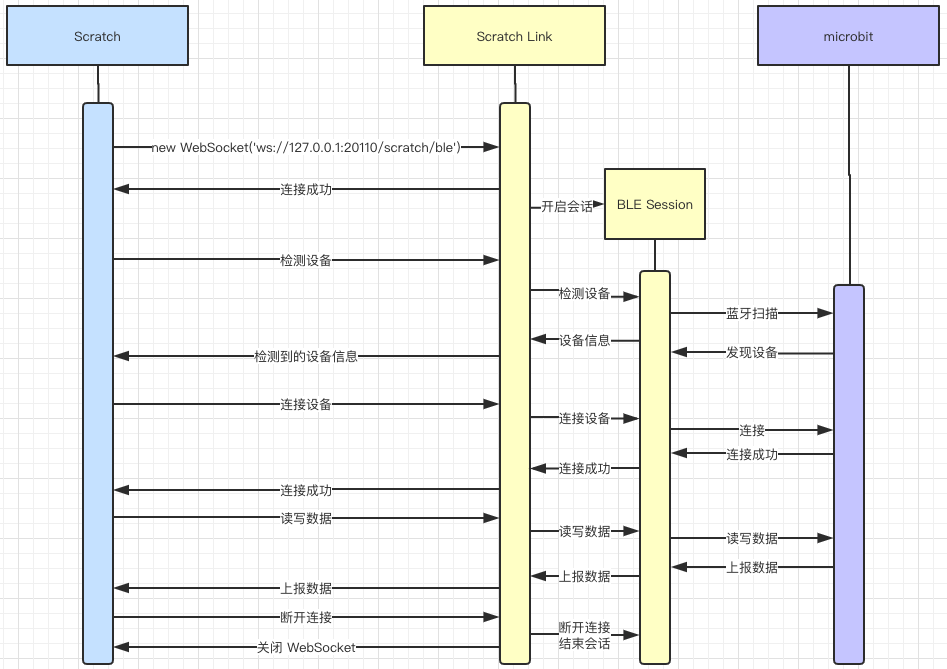 Scratch
Scratch Link
microbit
new WebSocket('ws://127.0.0.1:20110/scratch/ble')
连接成功
开启会话
BLE Session
检测设备
检测设备
蓝牙扫描
设备信息
发现设备
检测到的设备信息
连接设备
连接设备
连接
连接成功
连接成功
连接成功
读写数据
读写数据
读写数据
上报数据
上报数据
上报数据
断开连接
断开连接
结束会话
关闭 WebSocket